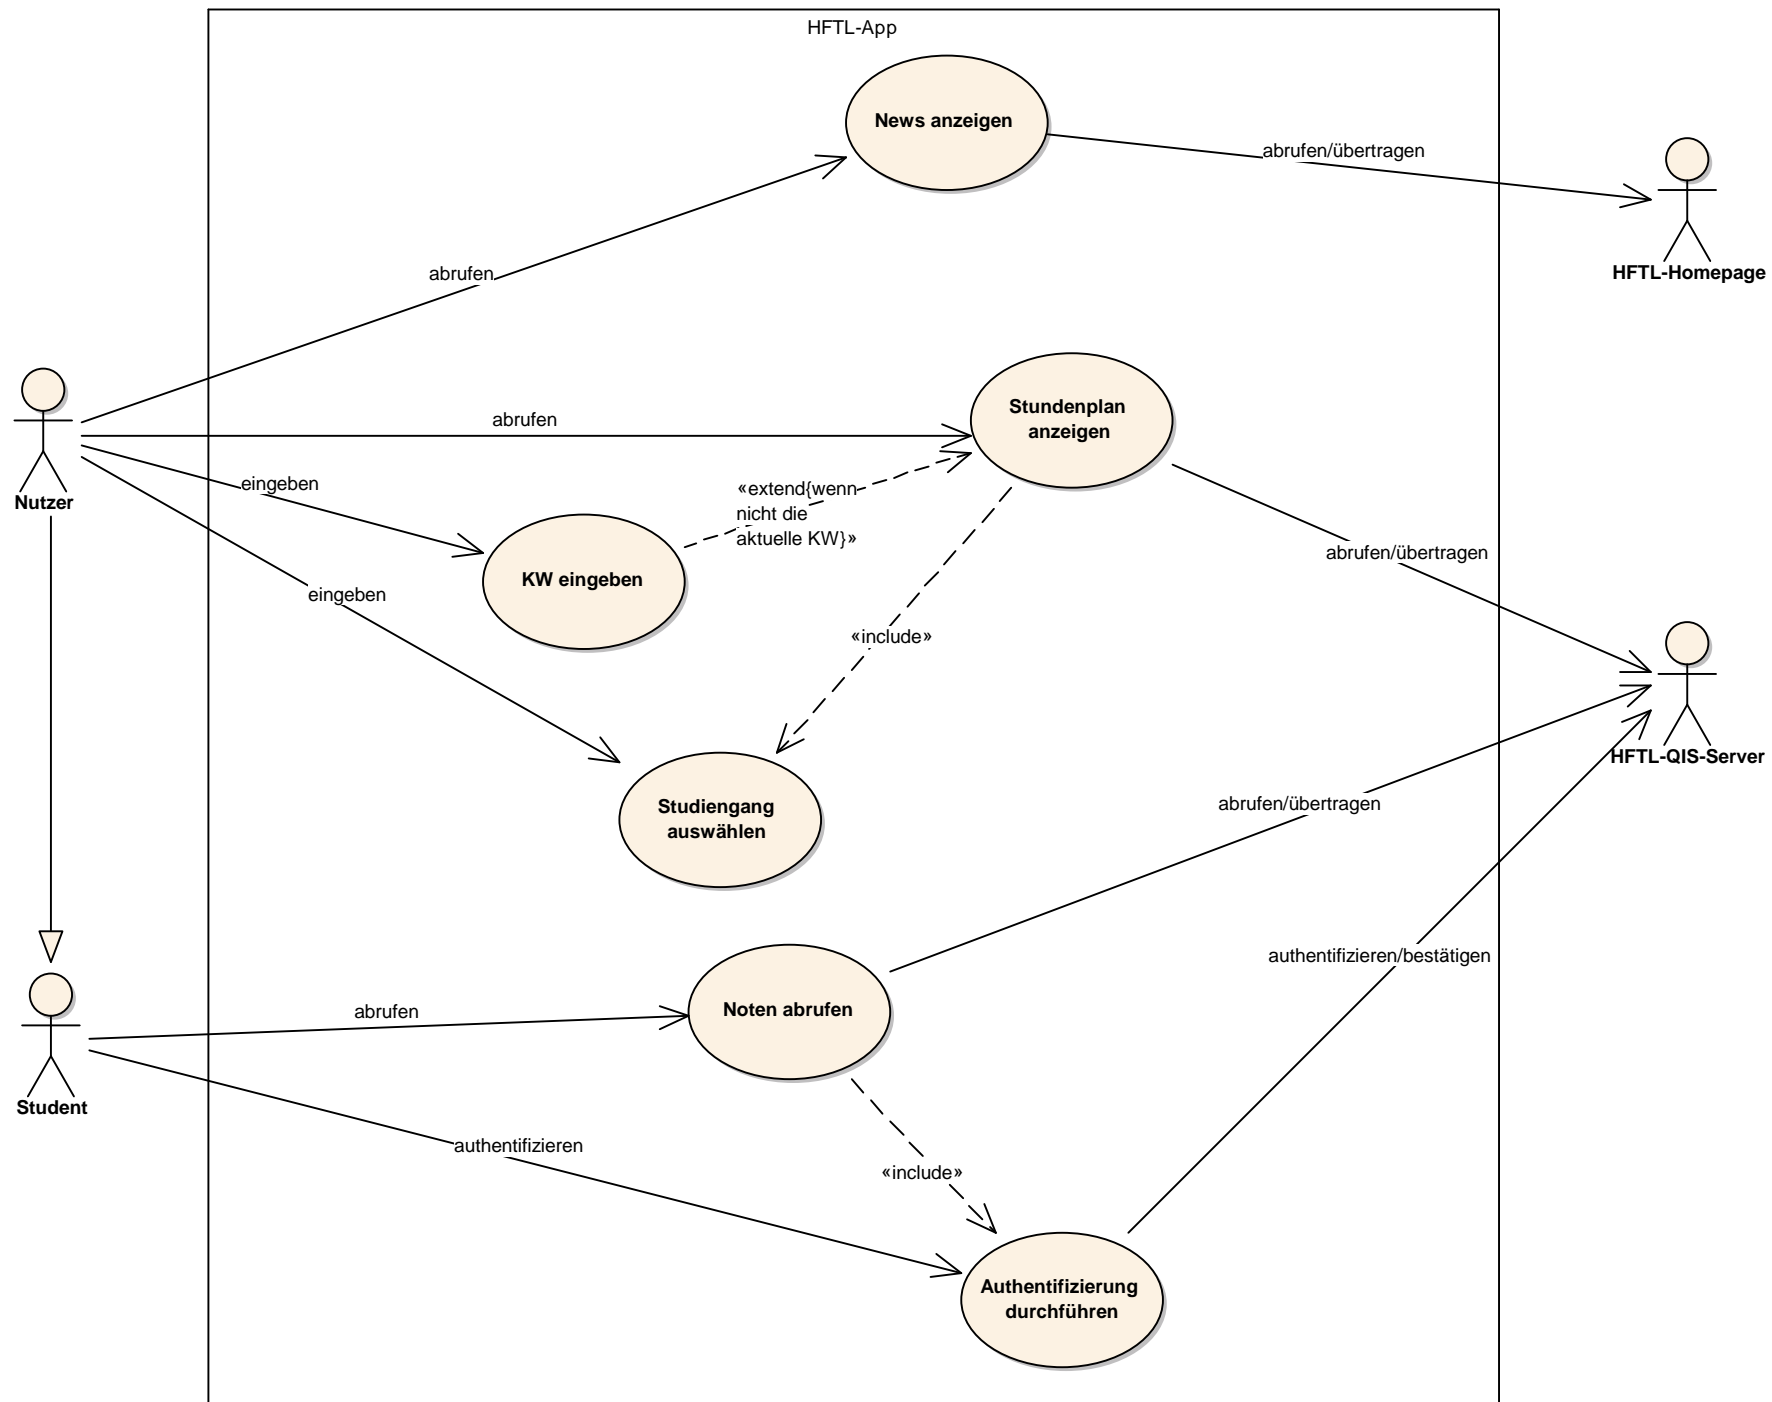 HFTL-App
News anzeigen
abrufen/übertragen
HFTL-Homepage
abrufen
Stundenplan
anzeigen
abrufen
Nutzer
eingeben
«extend{wenn
nicht die
aktuelle KW}»
abrufen/übertragen
KW eingeben
eingeben
«include»
HFTL-QIS-Server
Studiengang
auswählen
abrufen/übertragen
authentifizieren/bestätigen
Noten abrufen
abrufen
Student
authentifizieren
«include»
Authentifizierung
durchführen